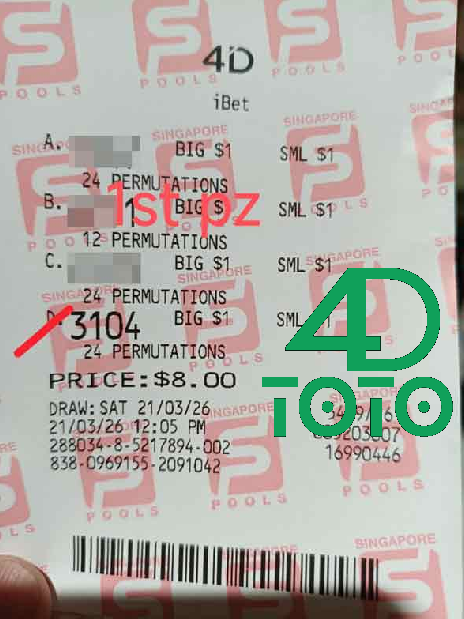 4D
iBet
A. BIG $1 SML $1
24 PERMUTATIONS
B. 1 BIG $ SML $1
1st pz
12 PERMUTATIONS
C. BIG $1 SML $1
24 PERMUTATIONS
3104 BIG $1 SML
24 PERMUTATIONS
PRICE:$8.00
4D
TOTO
DRAW:SAT 21/03/26
21/03/26 12:05 PM
288034-8-5217894-002 16990446
838-0969155-2091042
SINGAPORE POOLS